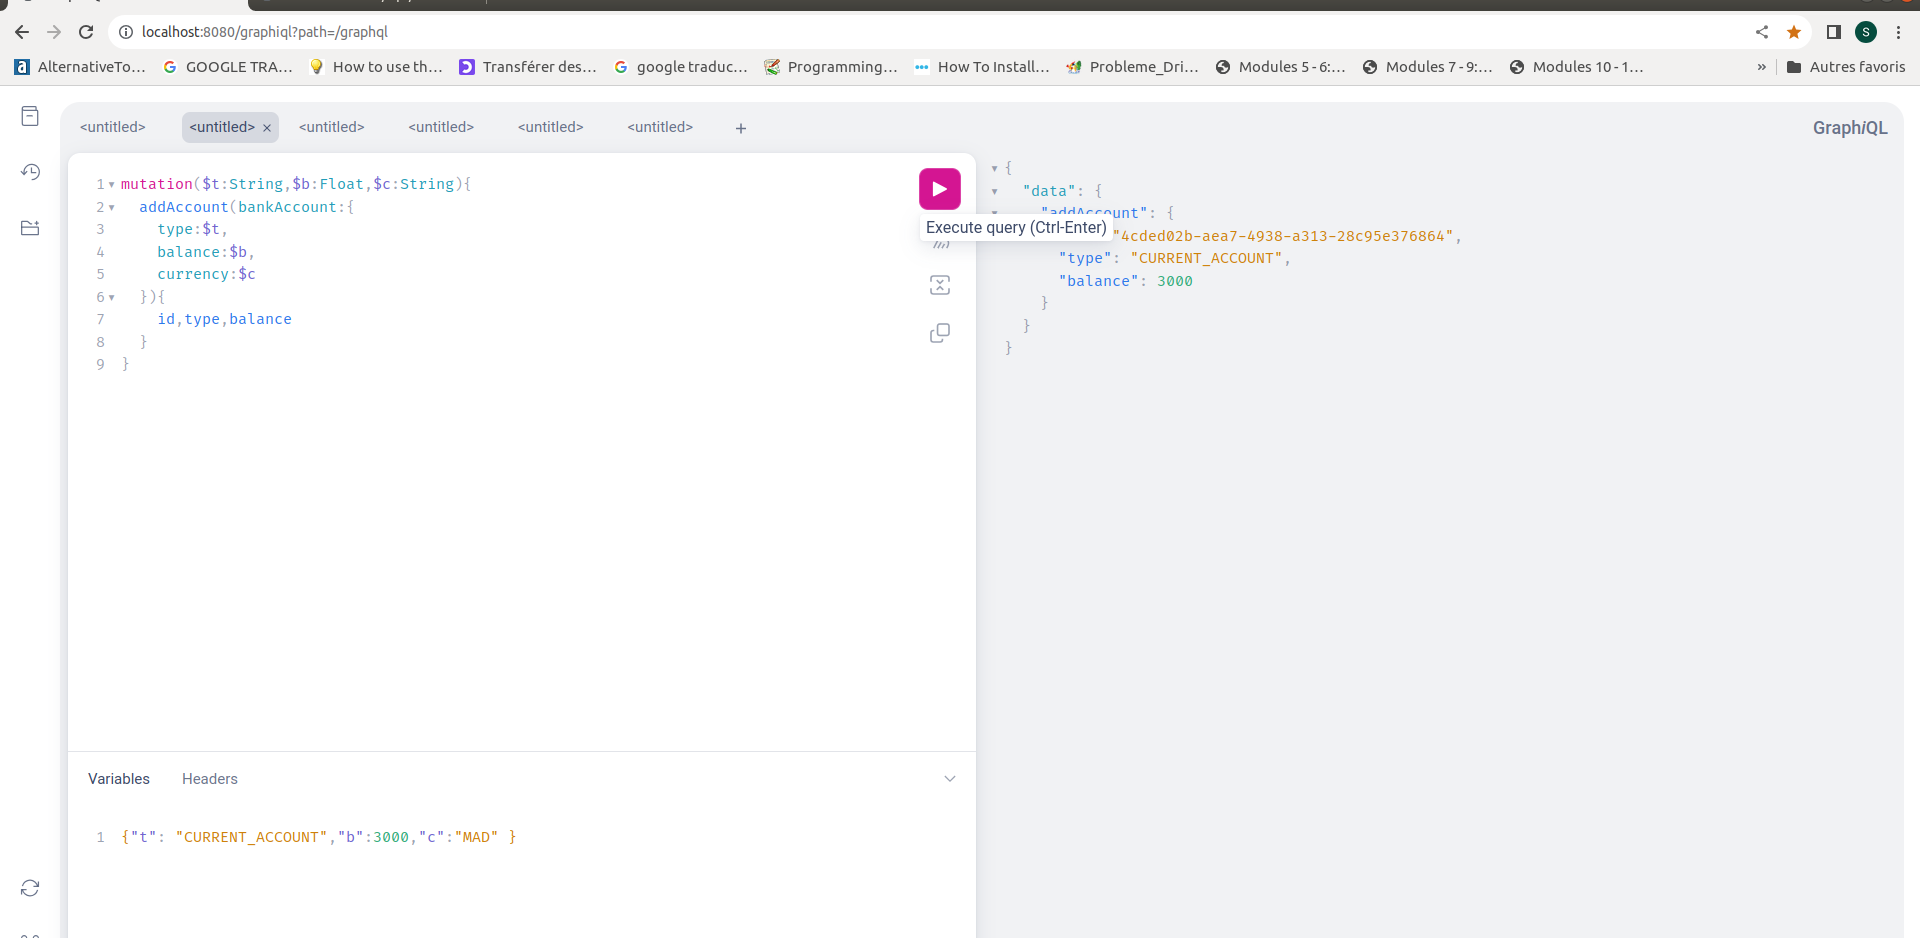 localhost:8080/graphiql?path=/graphql
S
AlternativeTo...
GOOGLE TRA...
How to use th...
Transférer des...
google traduc...
Programming...
How To Install...
Probleme_Dri...
Modules 5 - 6:...
Modules 7 - 9:...
Modules 10 - 1...
»
Autres favoris
<untitled>
<untitled> ×
<untitled>
<untitled>
<untitled>
<untitled>
+
GraphiQL
1 mutation($t:String,$b:Float,$c:String){
2 addAccount(bankAccount:{
3 type:$t,
4 balance:$b,
5 currency:$c
6 }){
7 id,type,balance
8 }
9 }
Execute query (Ctrl-Enter)
{
"data": {
"addAccount": {
"4cded02b-aea7-4938-a313-28c95e376864",
"type": "CURRENT_ACCOUNT",
"balance": 3000
}
}
}
Variables
Headers
1 {"t": "CURRENT_ACCOUNT","b":3000,"c":"MAD" }